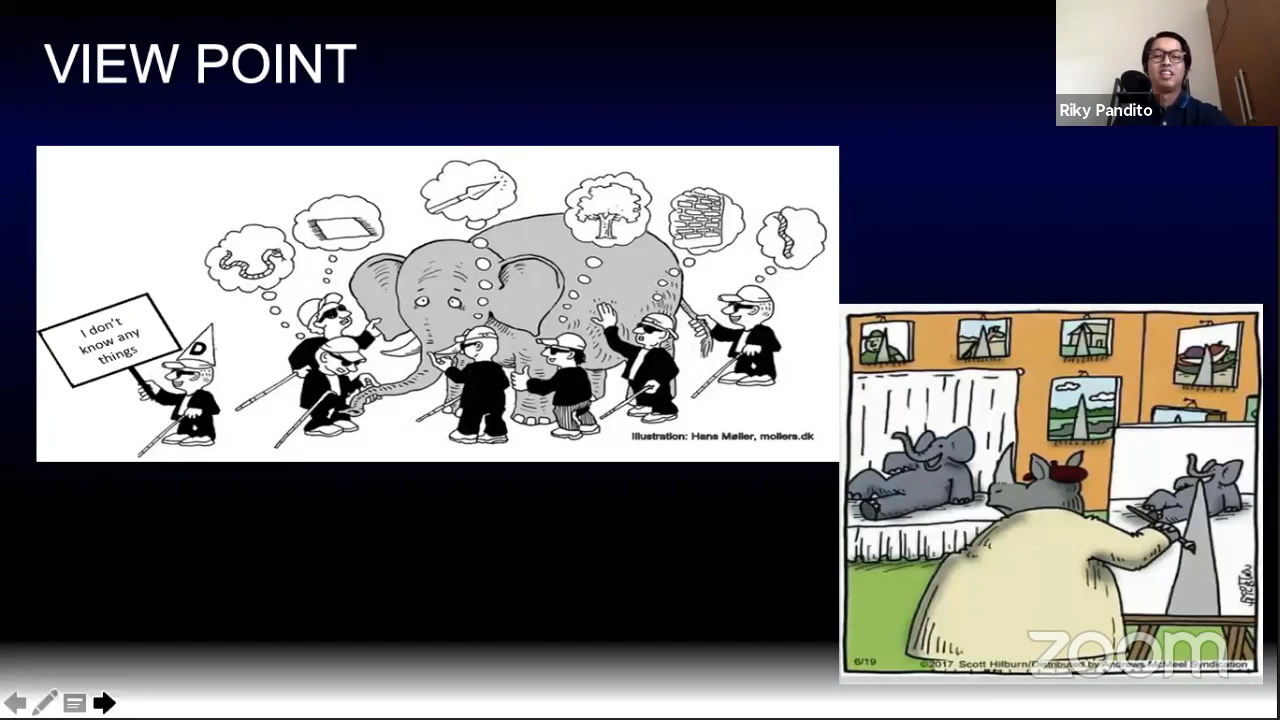 VIEW POINT
Riky Pandito
I don't
know any
things
D
Illustration: Hans Møller, mollers.dk
6/19
©2017 Scott Hilburn/Distributed by Andrews McMeel Syndication
zoom